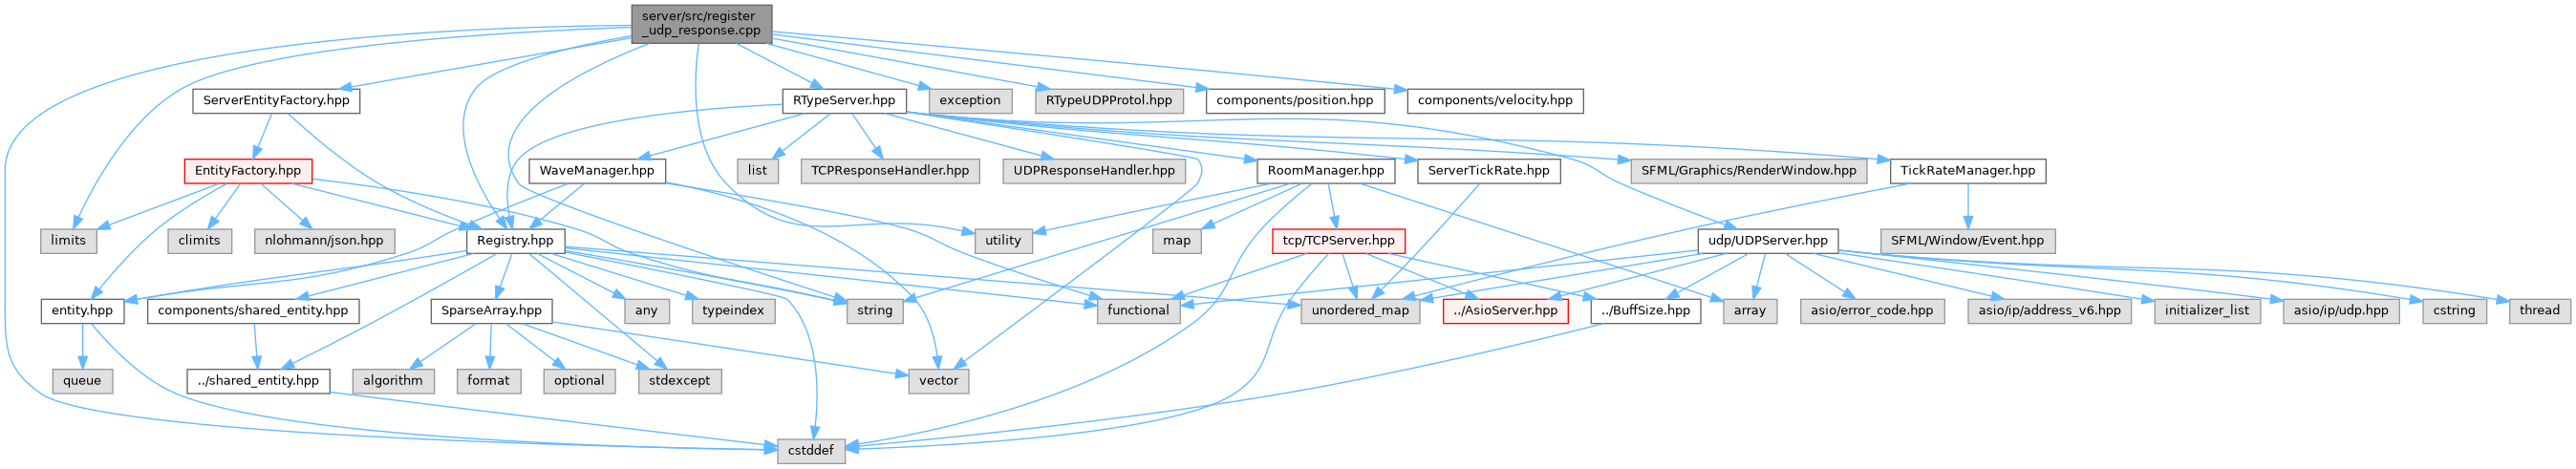 server/src/register
_udp_response.cpp
ServerEntityFactory.hpp
RTypeServer.hpp
exception
RTypeUDPProtol.hpp
components/position.hpp
components/velocity.hpp
EntityFactory.hpp
WaveManager.hpp
list
TCPResponseHandler.hpp
UDPResponseHandler.hpp
RoomManager.hpp
ServerTickRate.hpp
SFML/Graphics/RenderWindow.hpp
TickRateManager.hpp
limits
climits
nlohmann/json.hpp
Registry.hpp
utility
map
tcp/TCPServer.hpp
udp/UDPServer.hpp
SFML/Window/Event.hpp
entity.hpp
components/shared_entity.hpp
SparseArray.hpp
any
typeindex
string
functional
unordered_map
../AsioServer.hpp
../BuffSize.hpp
array
asio/error_code.hpp
asio/ip/address_v6.hpp
initializer_list
asio/ip/udp.hpp
cstring
thread
queue
../shared_entity.hpp
algorithm
format
optional
stdexcept
vector
cstddef